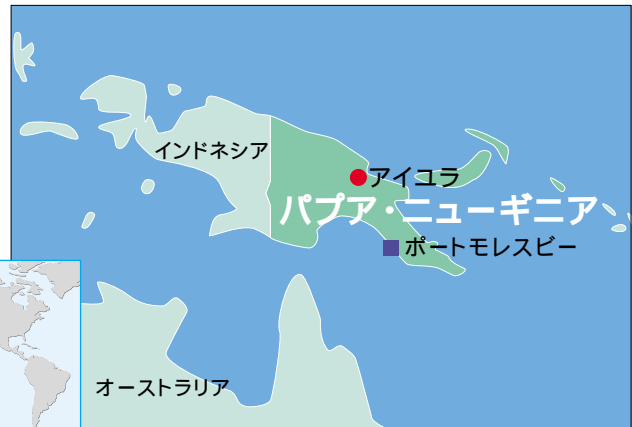 インドネシア
アイユラ
パプア・ニューギニア
ポートモレスビー
オーストラリア